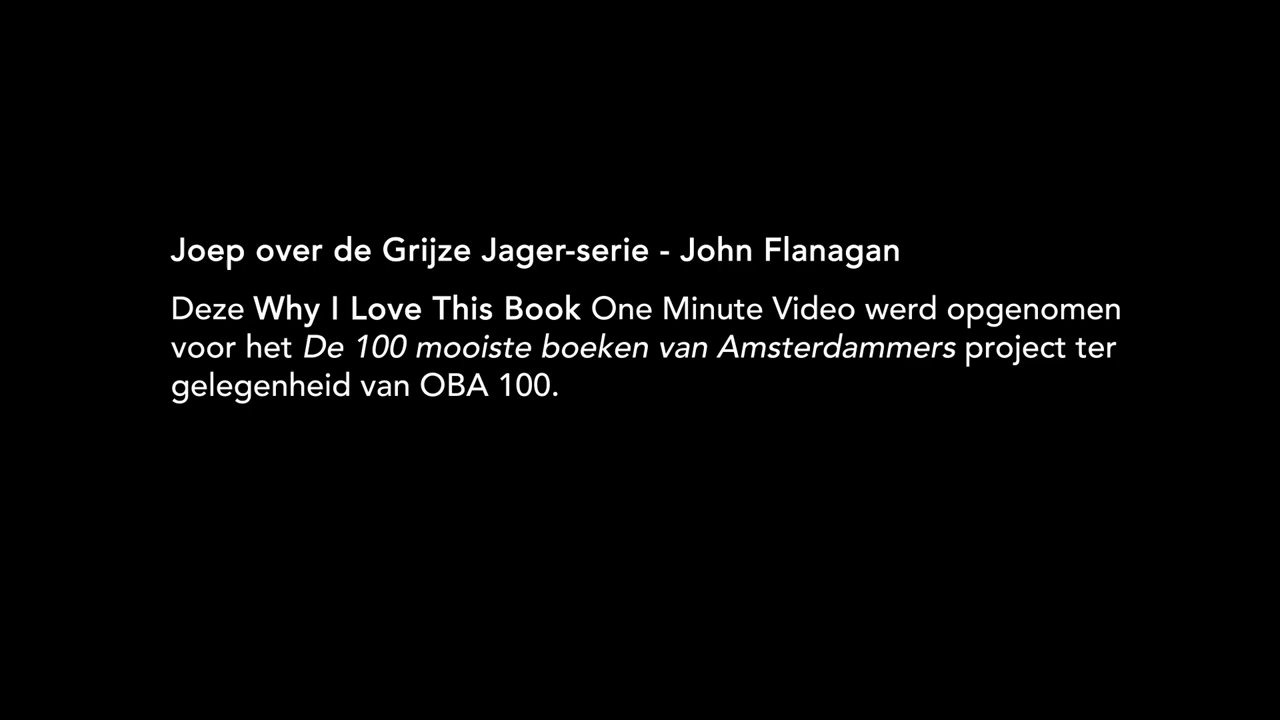 Joep over de Grijze Jager-serie - John Flanagan
Deze Why I Love This Book One Minute Video werd opgenomen
voor het De 100 mooiste boeken van Amsterdammers project ter
gelegenheid van OBA 100.